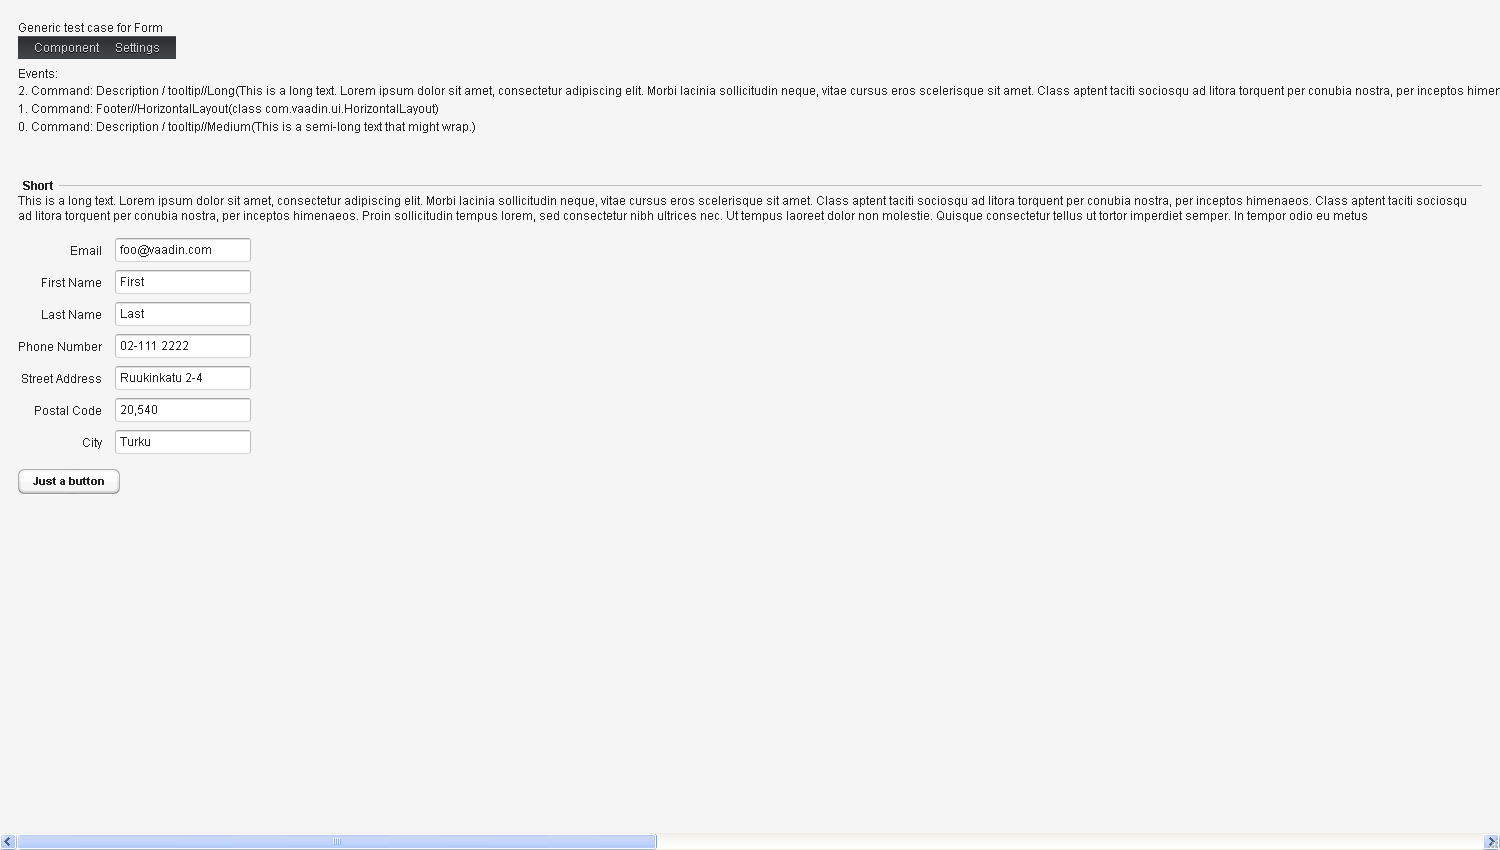 Generic test case for Form
Component Settings
Events:
2. Command: Description / tooltip//Long(This is a long text. Lorem ipsum dolor sit amet, consectetur adipiscing elit. Morbi lacinia sollicitudin neque, vitae cursus eros scelerisque sit amet. Class aptent taciti sociosqu ad litora torquent per conubia nostra, per inceptos himen
1. Command: Footer//HorizontalLayout(class com.vaadin.ui.HorizontalLayout)
0. Command: Description / tooltip//Medium(This is a semi-long text that might wrap.)
Short
This is a long text. Lorem ipsum dolor sit amet, consectetur adipiscing elit. Morbi lacinia sollicitudin neque, vitae cursus eros scelerisque sit amet. Class aptent taciti sociosqu ad litora torquent per conubia nostra, per inceptos himenaeos. Class aptent taciti sociosqu
ad litora torquent per conubia nostra, per inceptos himenaeos. Proin sollicitudin tempus lorem, sed consectetur nibh ultrices nec. Ut tempus laoreet dolor non molestie. Quisque consectetur tellus ut tortor imperdiet semper. In tempor odio eu metus
Email foo@vaadin.com
First Name First
Last Name Last
Phone Number 02-111 2222
Street Address Ruukinkatu 2-4
Postal Code 20,540
City Turku
Just a button